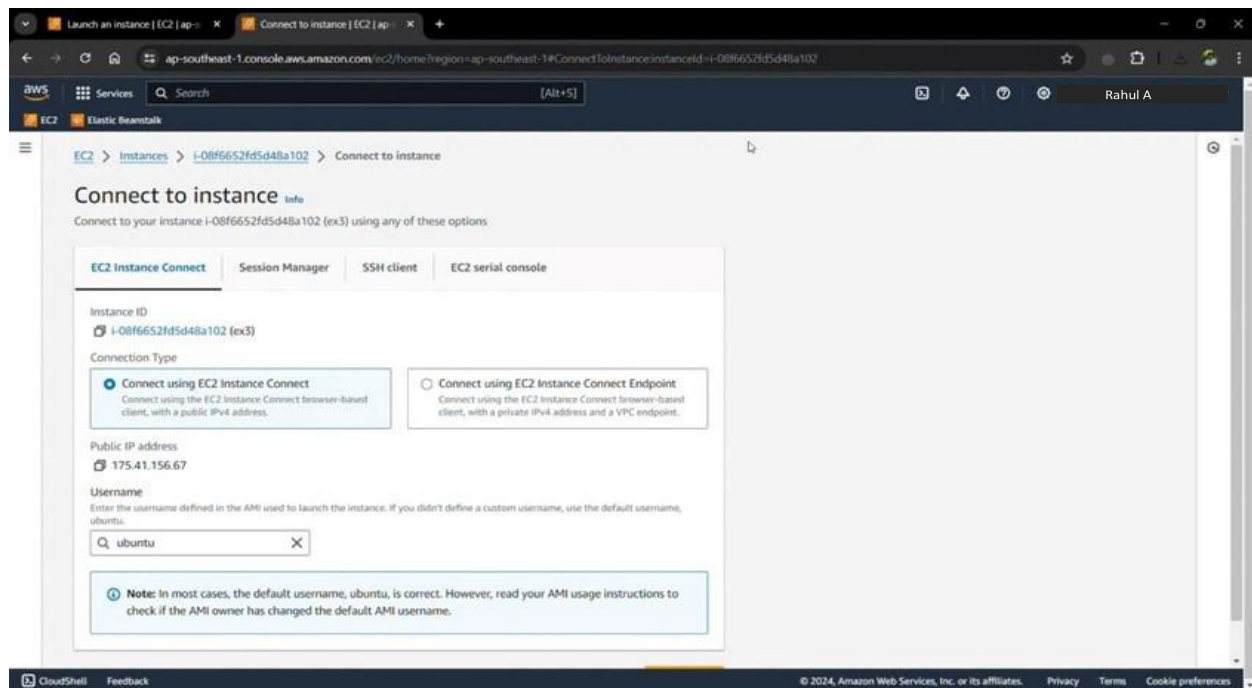 Launch an instance | EC2 | ap-s
Connect to instance | EC2 | ap-
ap-southeast-1.console.aws.amazon.com/ec2/home?region=ap-southeast-1#ConnectToInstance:instanceId=i-08f6652fd5d48a102
aws
Services
Search
[Alt+S]
Rahul A
EC2
Elastic Beanstalk
EC2 > Instances > i-08f6652fd5d48a102 > Connect to instance
Connect to instance Info
Connect to your instance i-08f6652fd5d48a102 (ex3) using any of these options
EC2 Instance Connect
Session Manager
SSH client
EC2 serial console
Instance ID
i-08f6652fd5d48a102 (ex3)
Connection Type
Connect using EC2 Instance Connect
Connect using the EC2 Instance Connect browser-based
client, with a public IPv4 address.
Connect using EC2 Instance Connect Endpoint
Connect using the EC2 Instance Connect browser-based
client, with a private IPv4 address and a VPC endpoint.
Public IP address
175.41.156.67
Username
Enter the username defined in the AMI used to launch the instance. If you didn't define a custom username, use the default username,
ubuntu.
ubuntu
Note: In most cases, the default username, ubuntu, is correct. However, read your AMI usage instructions to
check if the AMI owner has changed the default AMI username.
CloudShell
Feedback
© 2024, Amazon Web Services, Inc. or its affiliates.
Privacy
Terms
Cookie preferences